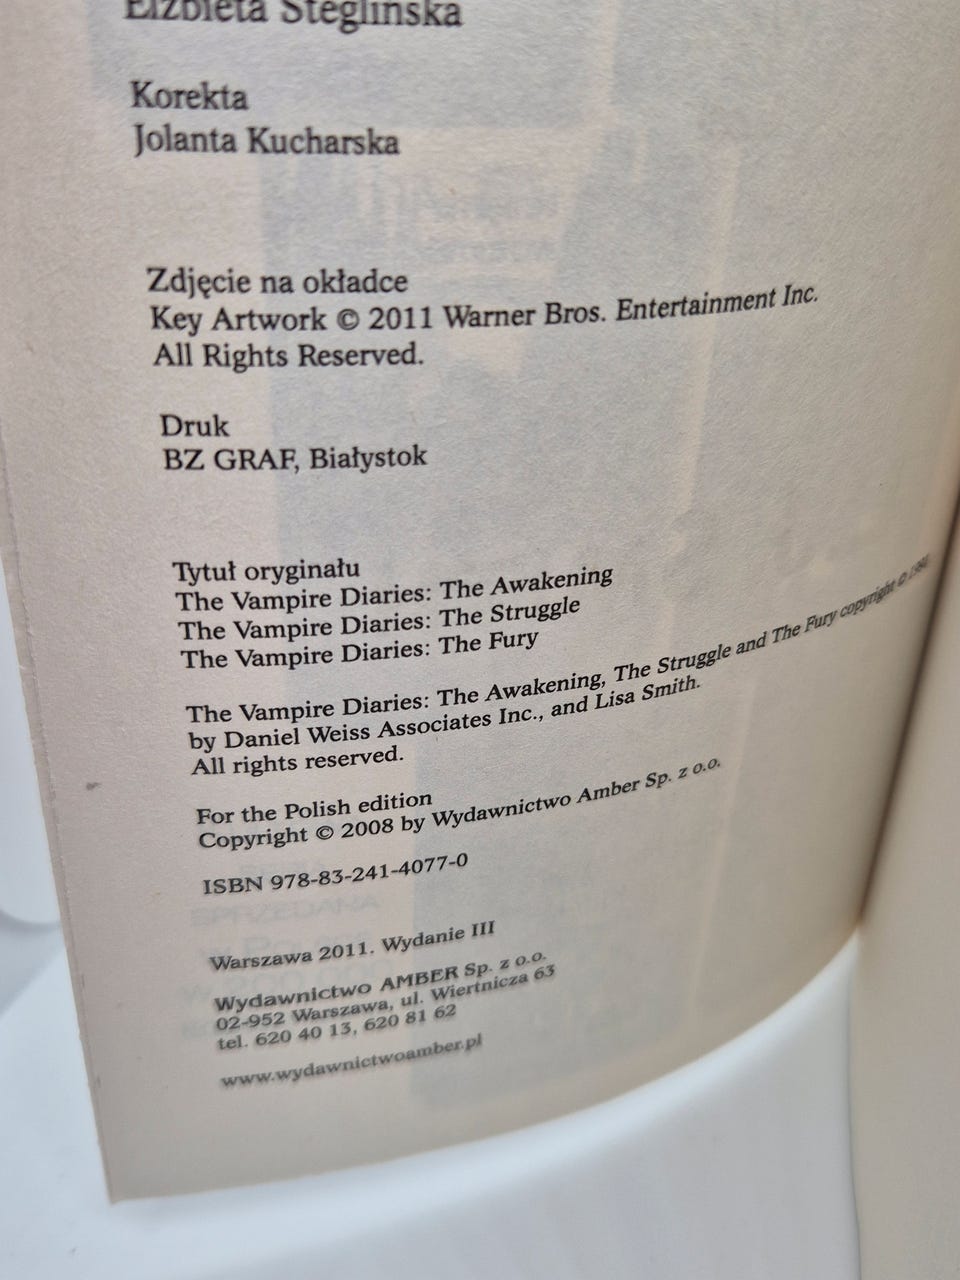 Elżbieta Steglińska
Korekta
Jolanta Kucharska
Zdjęcie na okładce
Key Artwork © 2011 Warner Bros. Entertainment Inc.
All Rights Reserved.
Druk
BZ GRAF, Białystok
Tytuł oryginału
The Vampire Diaries: The Awakening
The Vampire Diaries: The Struggle
The Vampire Diaries: The Fury
The Vampire Diaries: The Awakening, The Struggle and The Fury copyright ©
by Daniel Weiss Associates Inc., and Lisa Smith.
All rights reserved.
For the Polish edition
Copyright © 2008 by Wydawnictwo Amber Sp. z o.o.
ISBN 978-83-241-4077-0
Warszawa 2011. Wydanie III
Wydawnictwo AMBER Sp. z o.o.
02-952 Warszawa, ul. Wiertnicza 63
tel. 620 40 13, 620 81 62
www.wydawnictwoamber.pl